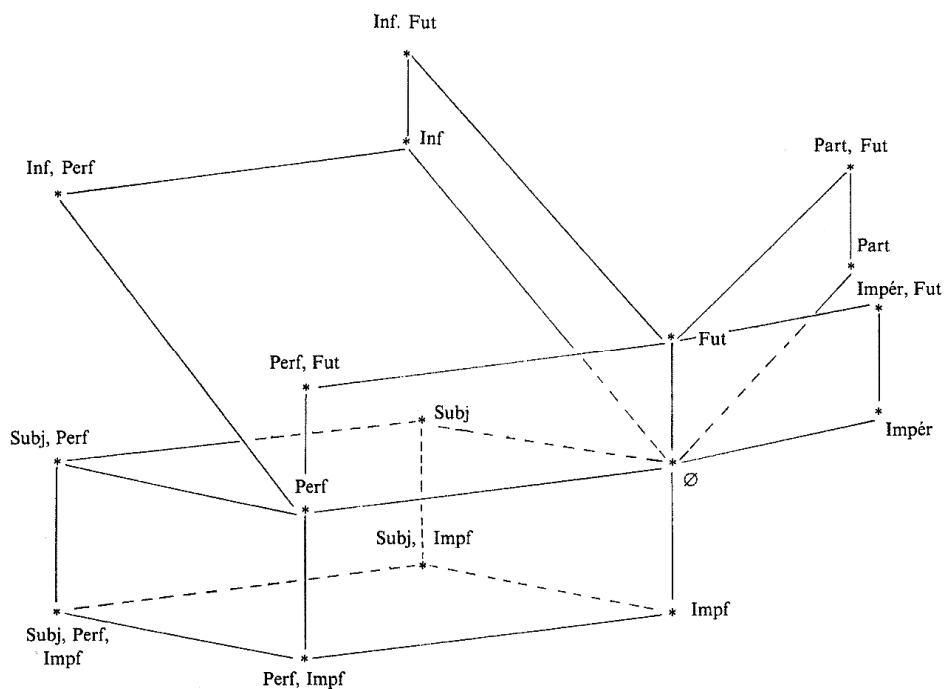 Inf. Fut
Inf
Part, Fut
Inf, Perf
Part
Impér, Fut
Fut
Perf, Fut
Subj
Impér
Subj, Perf
Perf
Ø
Subj, Impf
Impf
Subj, Perf,
Impf
Perf, Impf